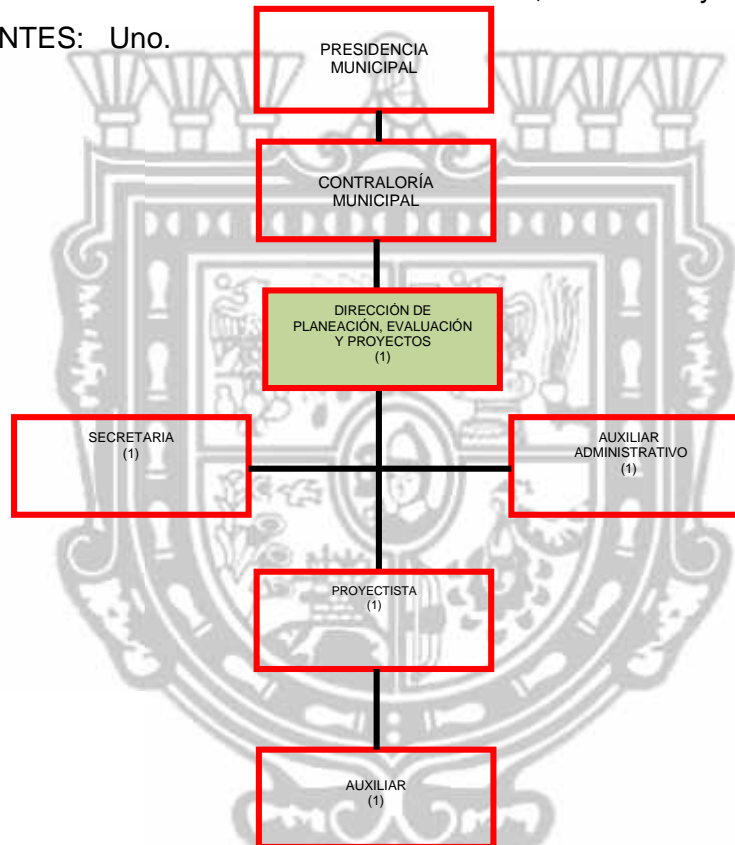 NTES: Uno.
PRESIDENCIA
MUNICIPAL
CONTRALORÍA
MUNICIPAL
DIRECCIÓN DE
PLANEACIÓN, EVALUACIÓN
Y PROYECTOS
(1)
SECRETARIA
(1)
AUXILIAR
ADMINISTRATIVO
(1)
PROYECTISTA
(1)
AUXILIAR
(1)